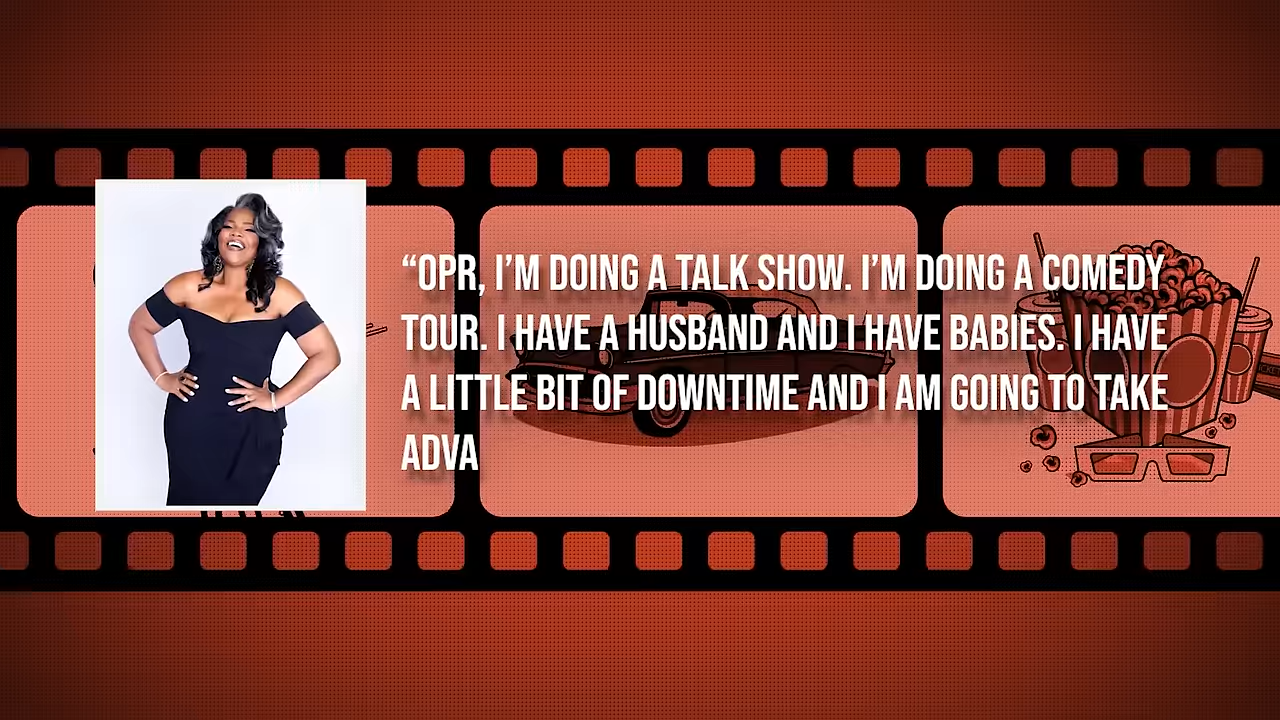 “OPR, I’M DOING A TALK SHOW. I’M DOING A COMEDY
TOUR. I HAVE A HUSBAND AND I HAVE BABIES. I HAVE
A LITTLE BIT OF DOWNTIME AND I AM GOING TO TAKE
ADVA